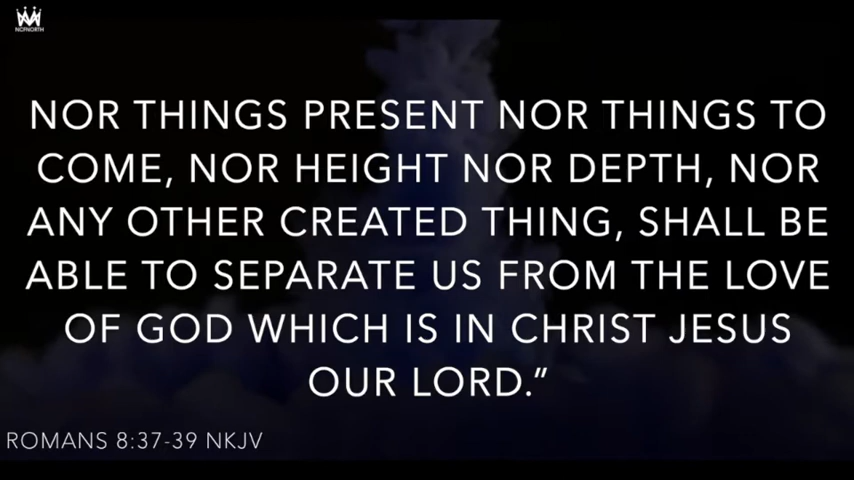 NCFNORTH
NOR THINGS PRESENT NOR THINGS TO
COME, NOR HEIGHT NOR DEPTH, NOR
ANY OTHER CREATED THING, SHALL BE
ABLE TO SEPARATE US FROM THE LOVE
OF GOD WHICH IS IN CHRIST JESUS
OUR LORD.”
ROMANS 8:37-39 NKJV